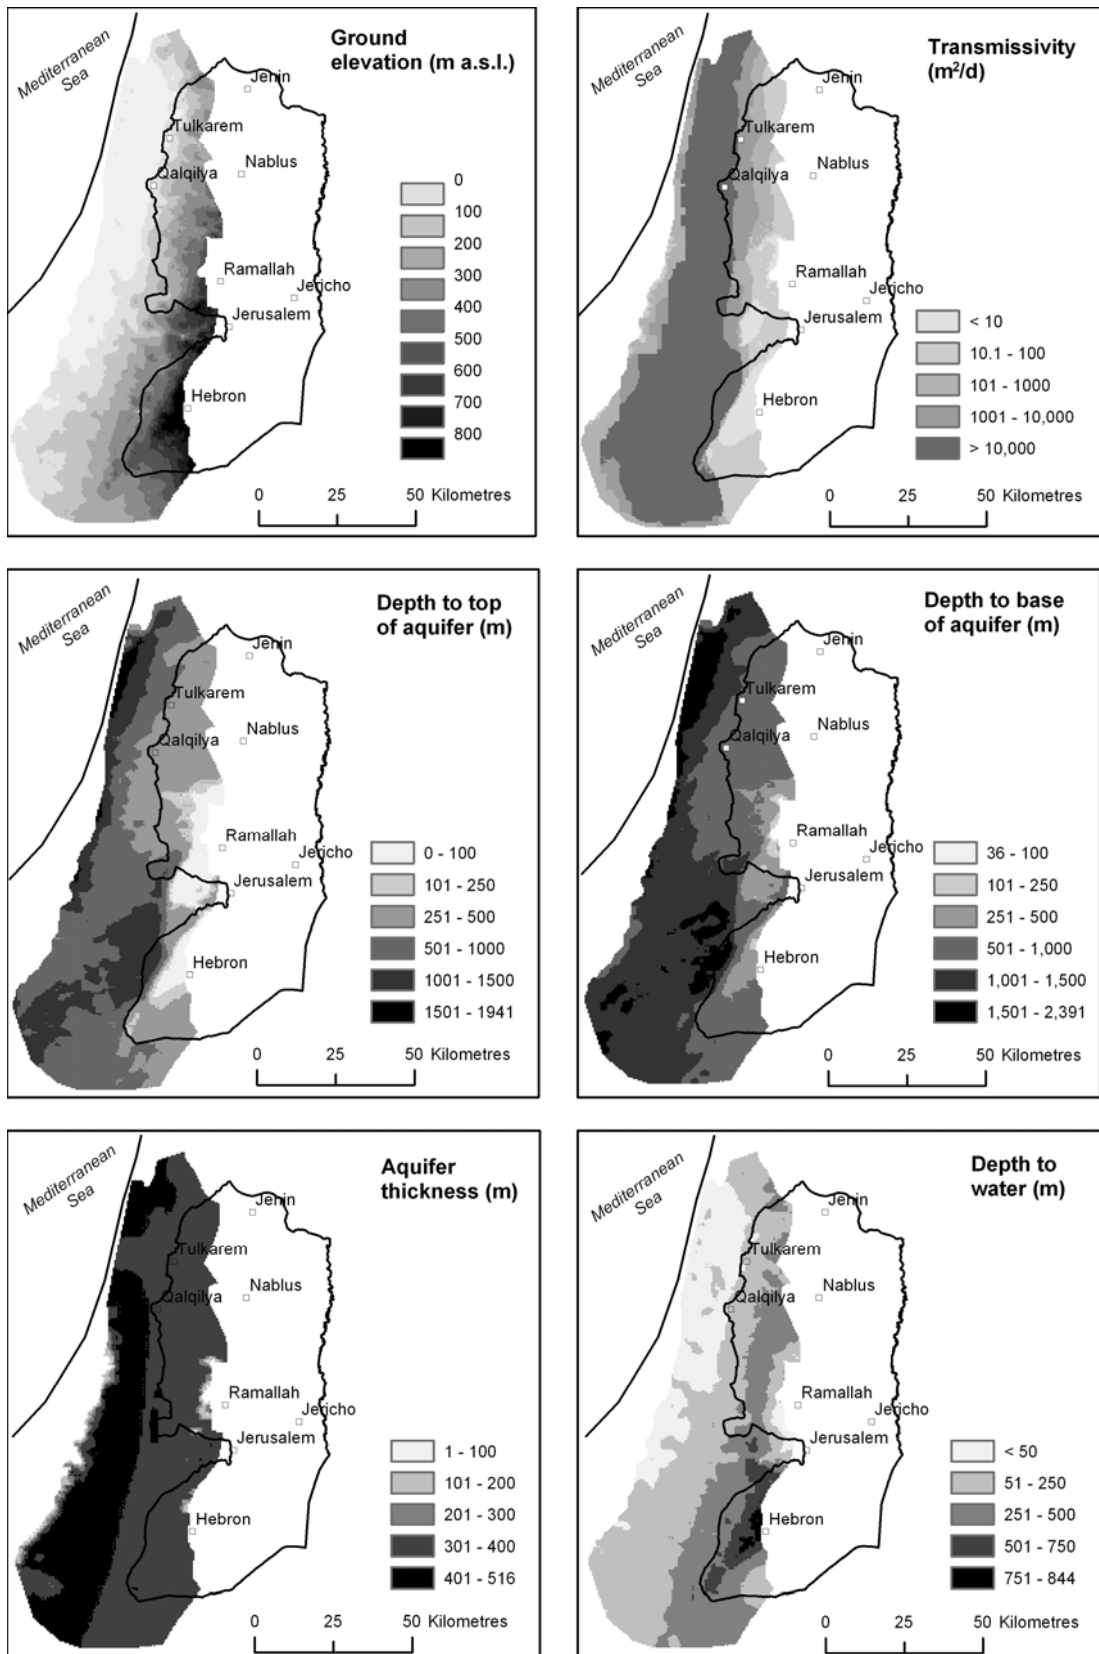 Mediterranean
Sea
Ground
elevation (m a.s.l.)
Jenin
Tulkarem
Qalqilya
Nablus
Ramallah
Jericho
Jerusalem
Hebron
0
100
200
300
400
500
600
700
800
0 25 50 Kilometres
Mediterranean
Sea
Transmissivity
(m²/d)
Jenin
Tulkarem
Qalqilya
Nablus
Ramallah
Jericho
Jerusalem
Hebron
< 10
10.1 - 100
101 - 1000
1001 - 10,000
> 10,000
0 25 50 Kilometres
Mediterranean
Sea
Depth to top
of aquifer (m)
Jenin
Tulkarem
Qalqilya
Nablus
Ramallah
Jericho
Jerusalem
Hebron
0 - 100
101 - 250
251 - 500
501 - 1000
1001 - 1500
1501 - 1941
0 25 50 Kilometres
Mediterranean
Sea
Depth to base
of aquifer (m)
Jenin
Tulkarem
Qalqilya
Nablus
Ramallah
Jericho
Jerusalem
Hebron
36 - 100
101 - 250
251 - 500
501 - 1,000
1,001 - 1,500
1,501 - 2,391
0 25 50 Kilometres
Mediterranean
Sea
Aquifer
thickness (m)
Jenin
Tulkarem
Qalqilya
Nablus
Ramallah
Jericho
Jerusalem
Hebron
1 - 100
101 - 200
201 - 300
301 - 400
401 - 516
0 25 50 Kilometres
Mediterranean
Sea
Depth to
water (m)
Jenin
Tulkarem
Qalqilya
Nablus
Ramallah
Jericho
Jerusalem
Hebron
< 50
51 - 250
251 - 500
501 - 750
751 - 844
0 25 50 Kilometres